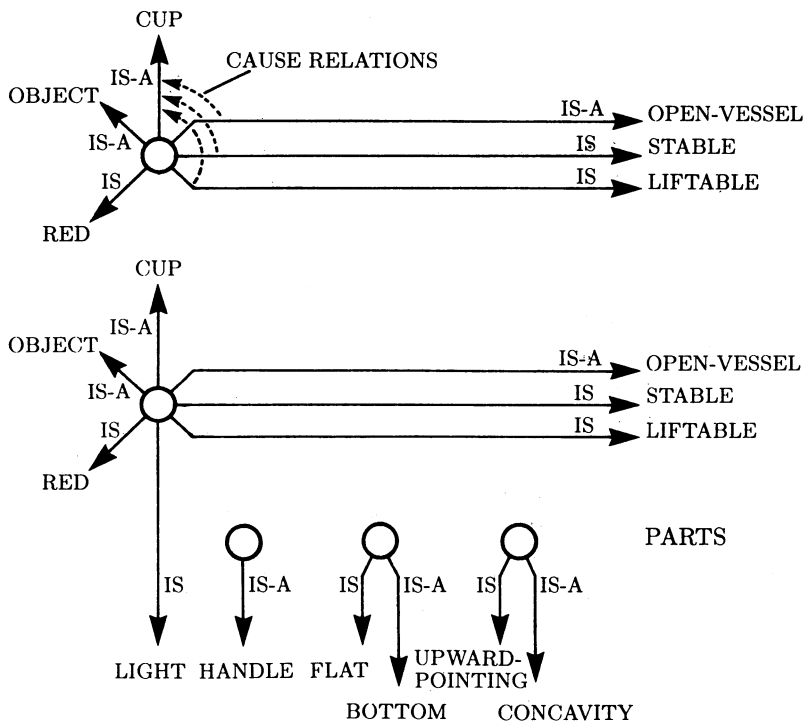 CUP
CAUSE RELATIONS
IS-A
OBJECT
IS-A
OPEN-VESSEL
IS-A
IS
STABLE
IS
IS
LIFTABLE
RED
CUP
IS-A
OBJECT
IS-A
OPEN-VESSEL
IS-A
IS
STABLE
IS
IS
LIFTABLE
RED
PARTS
IS
IS-A
IS
IS-A
IS
IS-A
LIGHT
HANDLE
FLAT
UPWARD-
POINTING
BOTTOM
CONCAVITY